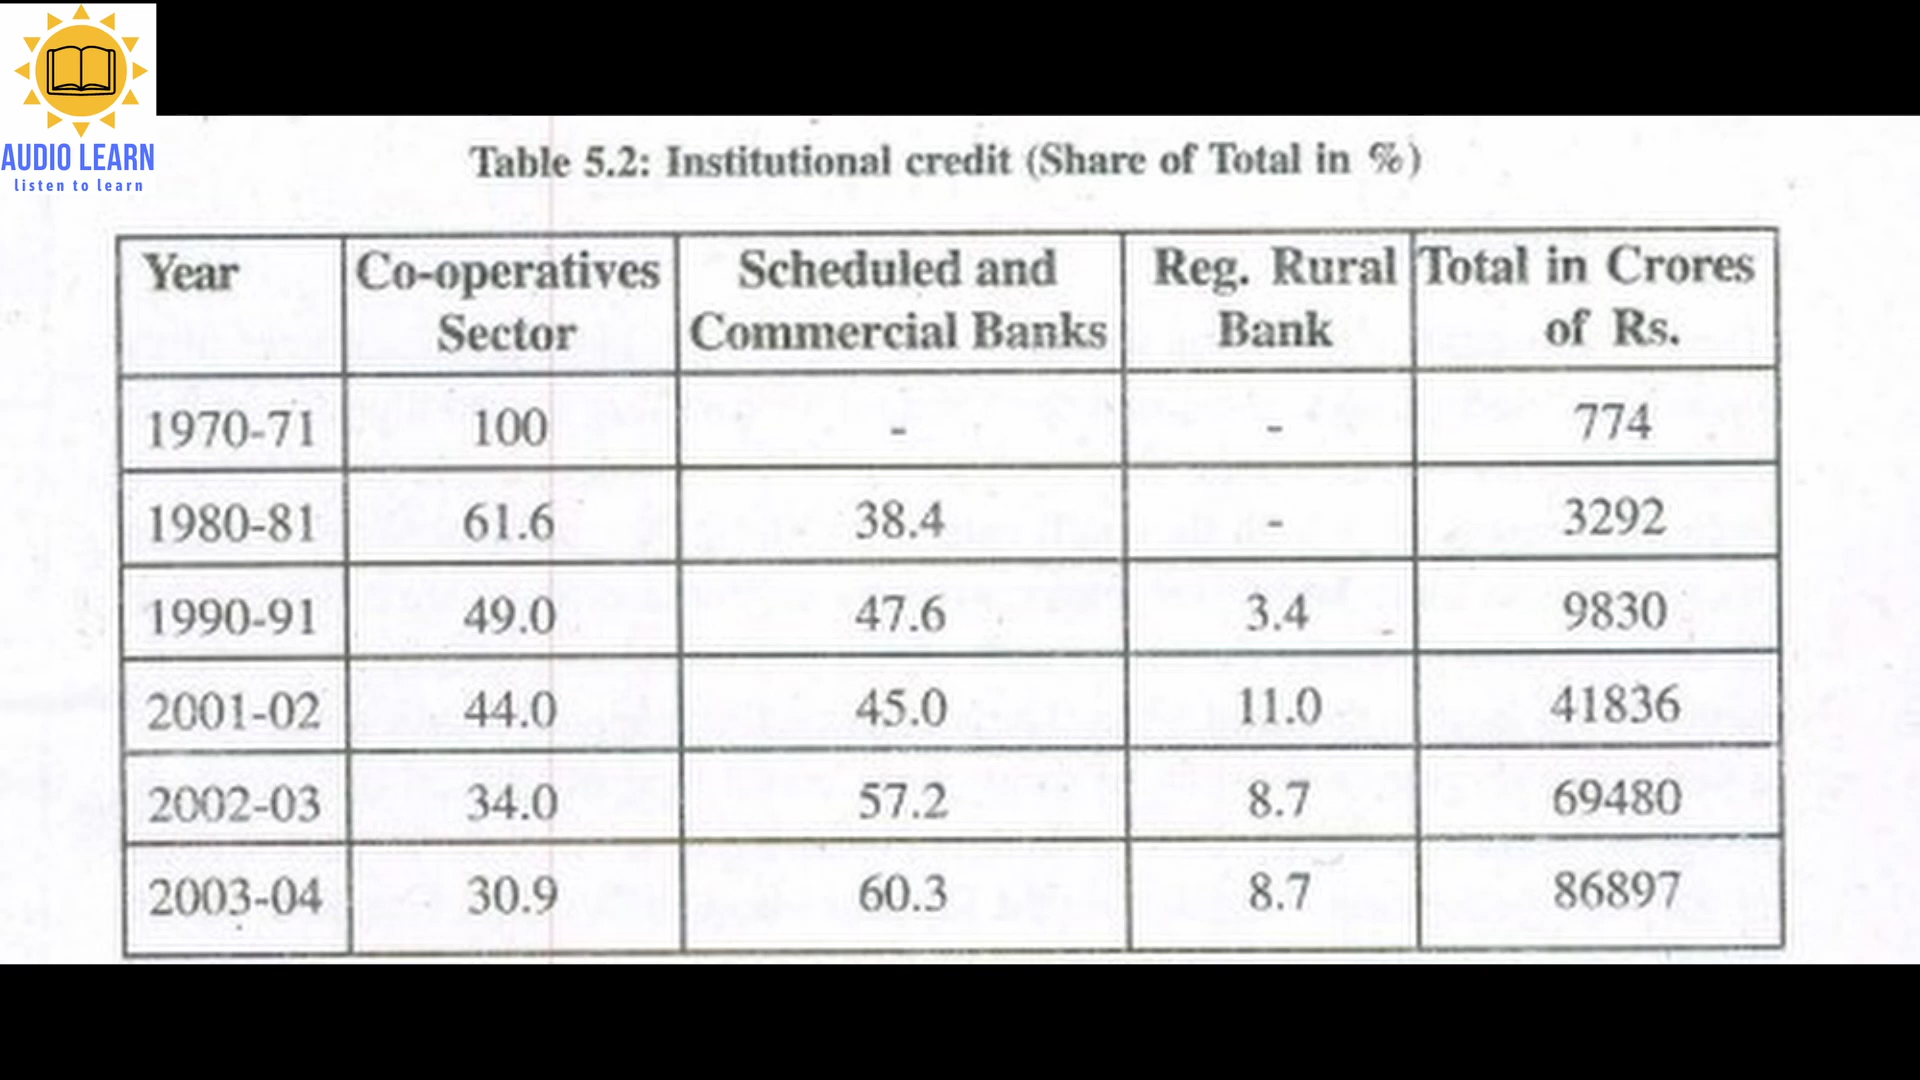 AUDIO LEARN
listen to learn
Table 5.2: Institutional credit (Share of Total in %)
Year Co-operatives Sector Scheduled and Commercial Banks Reg. Rural Bank Total in Crores of Rs.
1970-71 100 - - 774
1980-81 61.6 38.4 - 3292
1990-91 49.0 47.6 3.4 9830
2001-02 44.0 45.0 11.0 41836
2002-03 34.0 57.2 8.7 69480
2003-04 30.9 60.3 8.7 86897